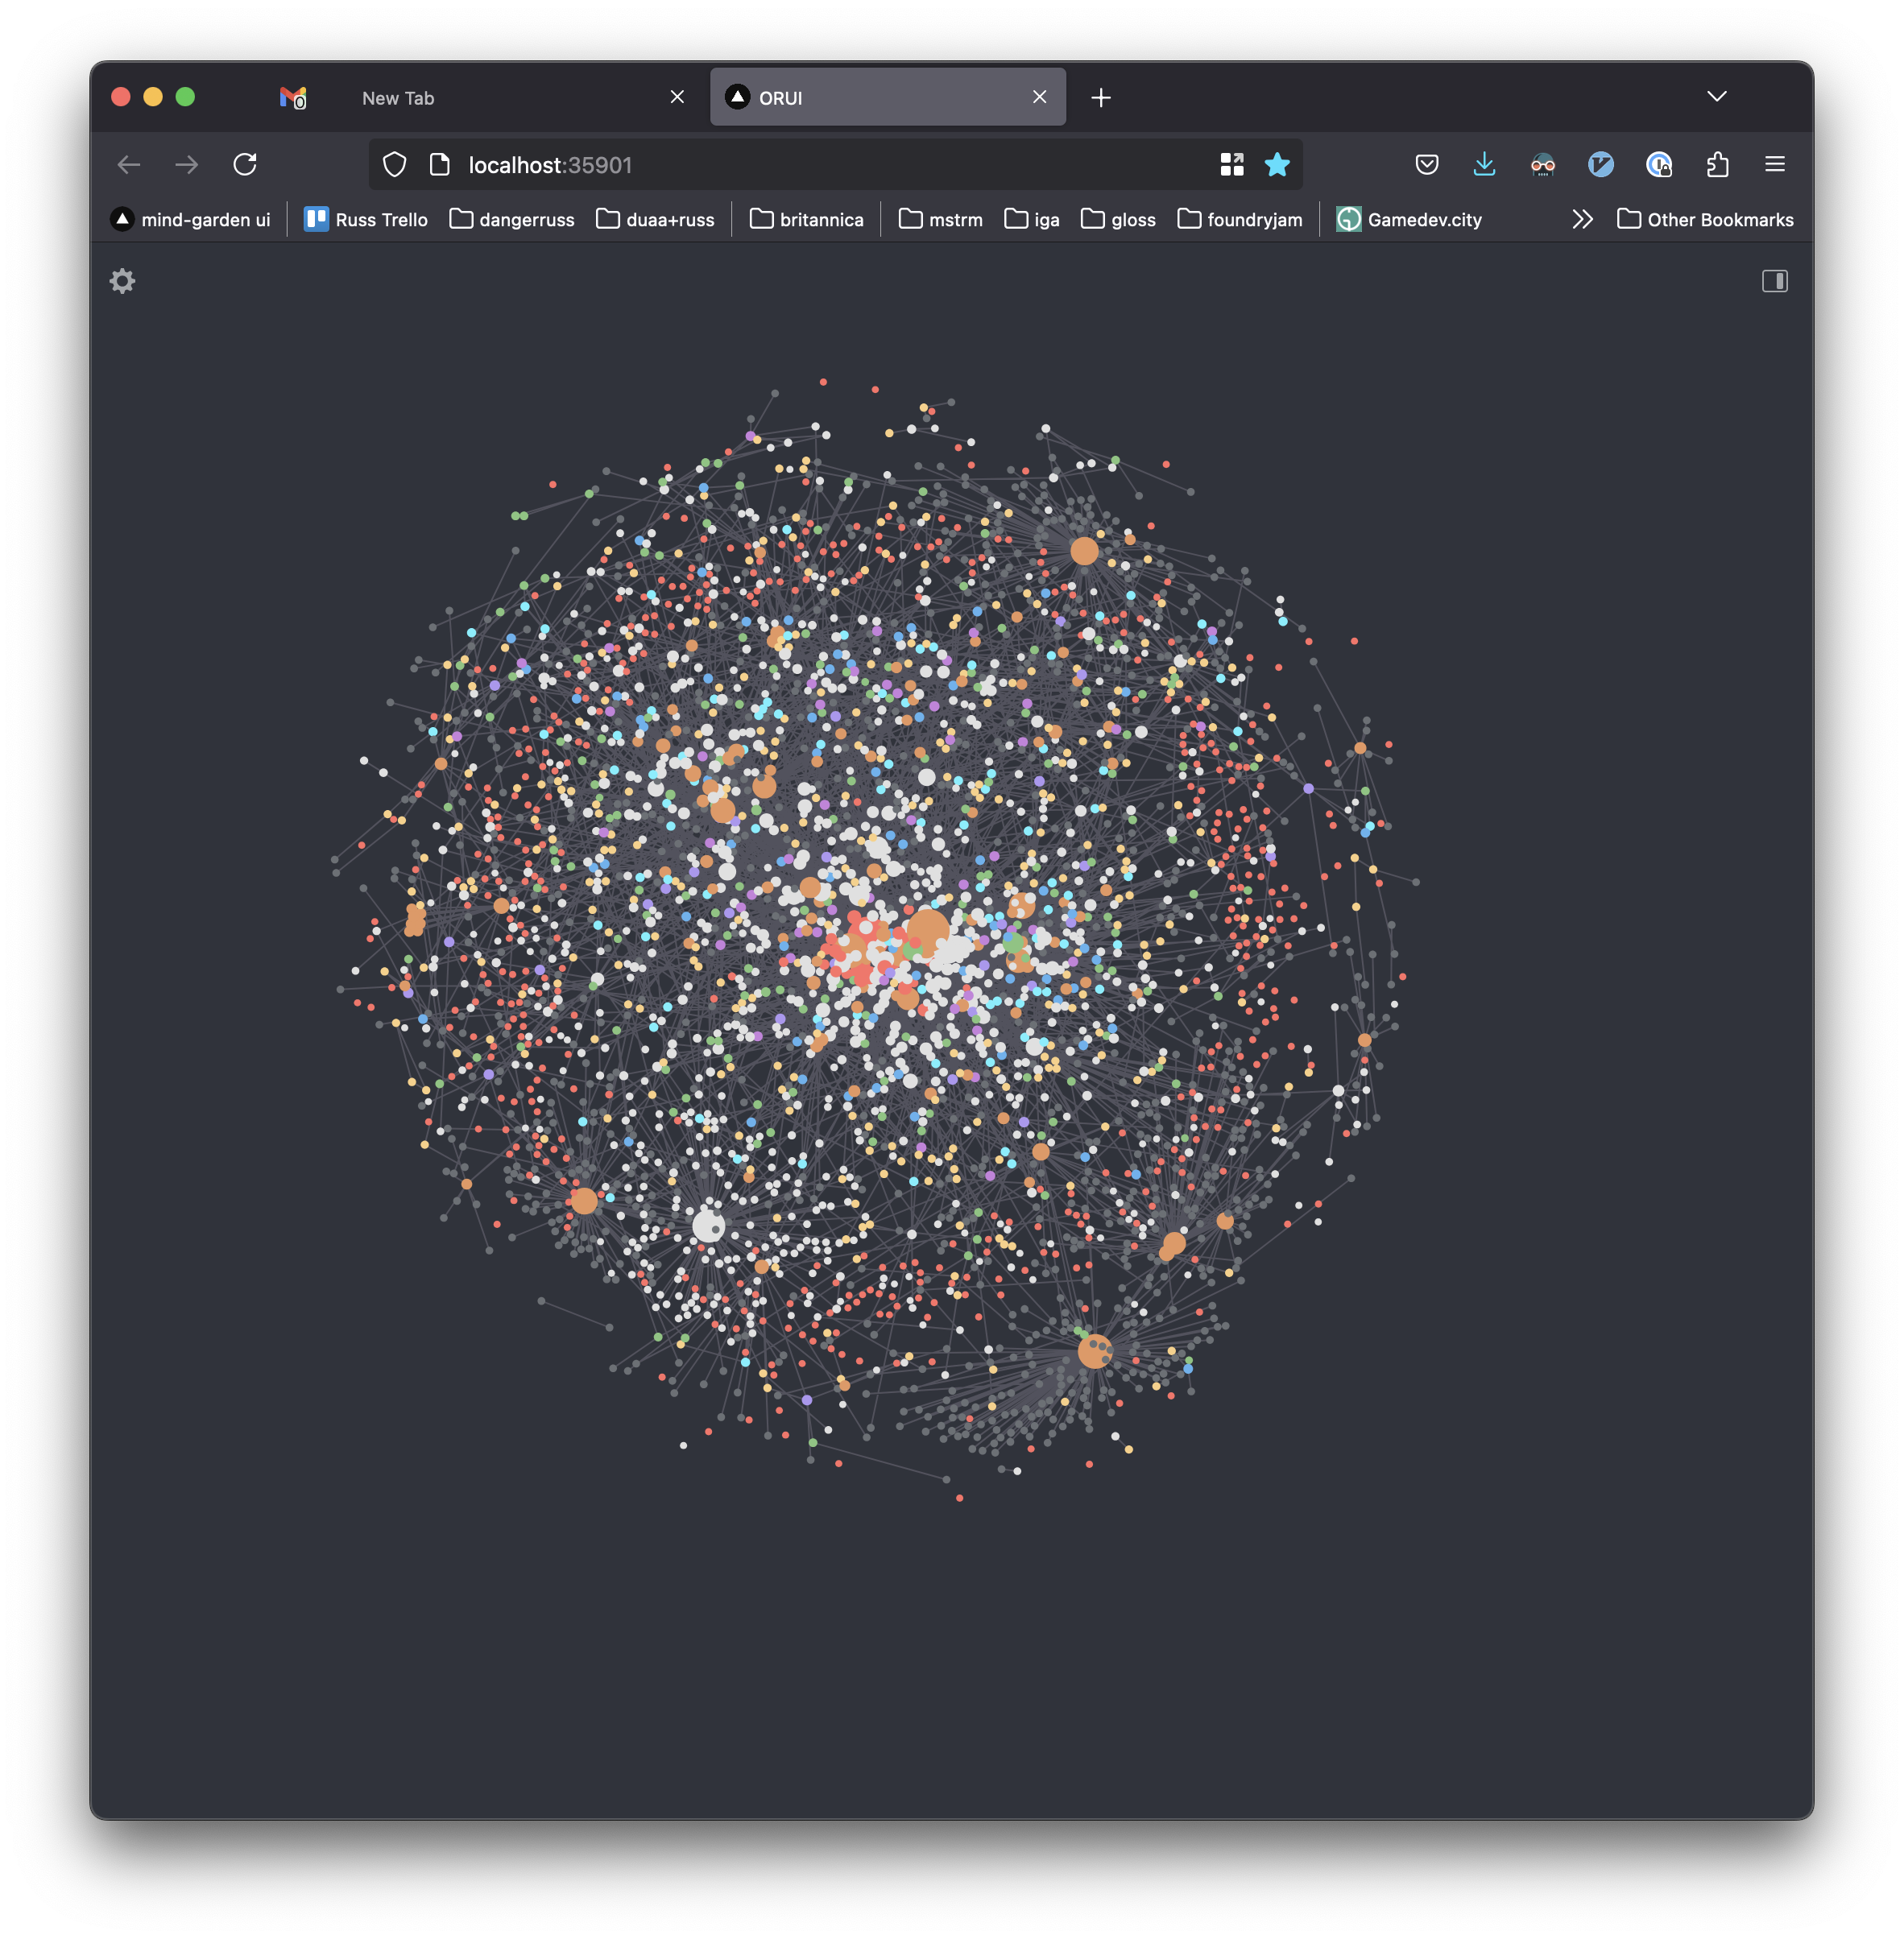 New Tab
ORUI
localhost:35901
mind-garden ui Russ Trello dangerruss duaa+russ britannica mstrm iga gloss foundryjam Gamedev.city Other Bookmarks